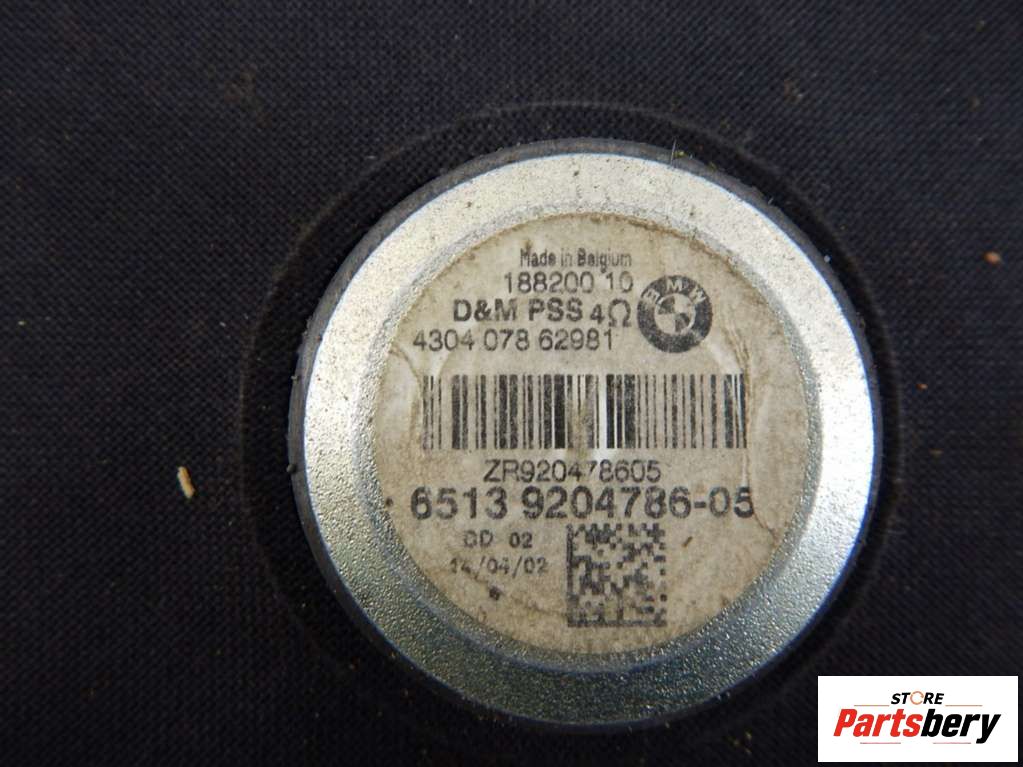 Made in Belgium
188200 10
D&M PSS 4Ω
BMW
4304 078 62981
ZR920478605
6513 9204786-05
02
14/04/02
STORE
Partsbery